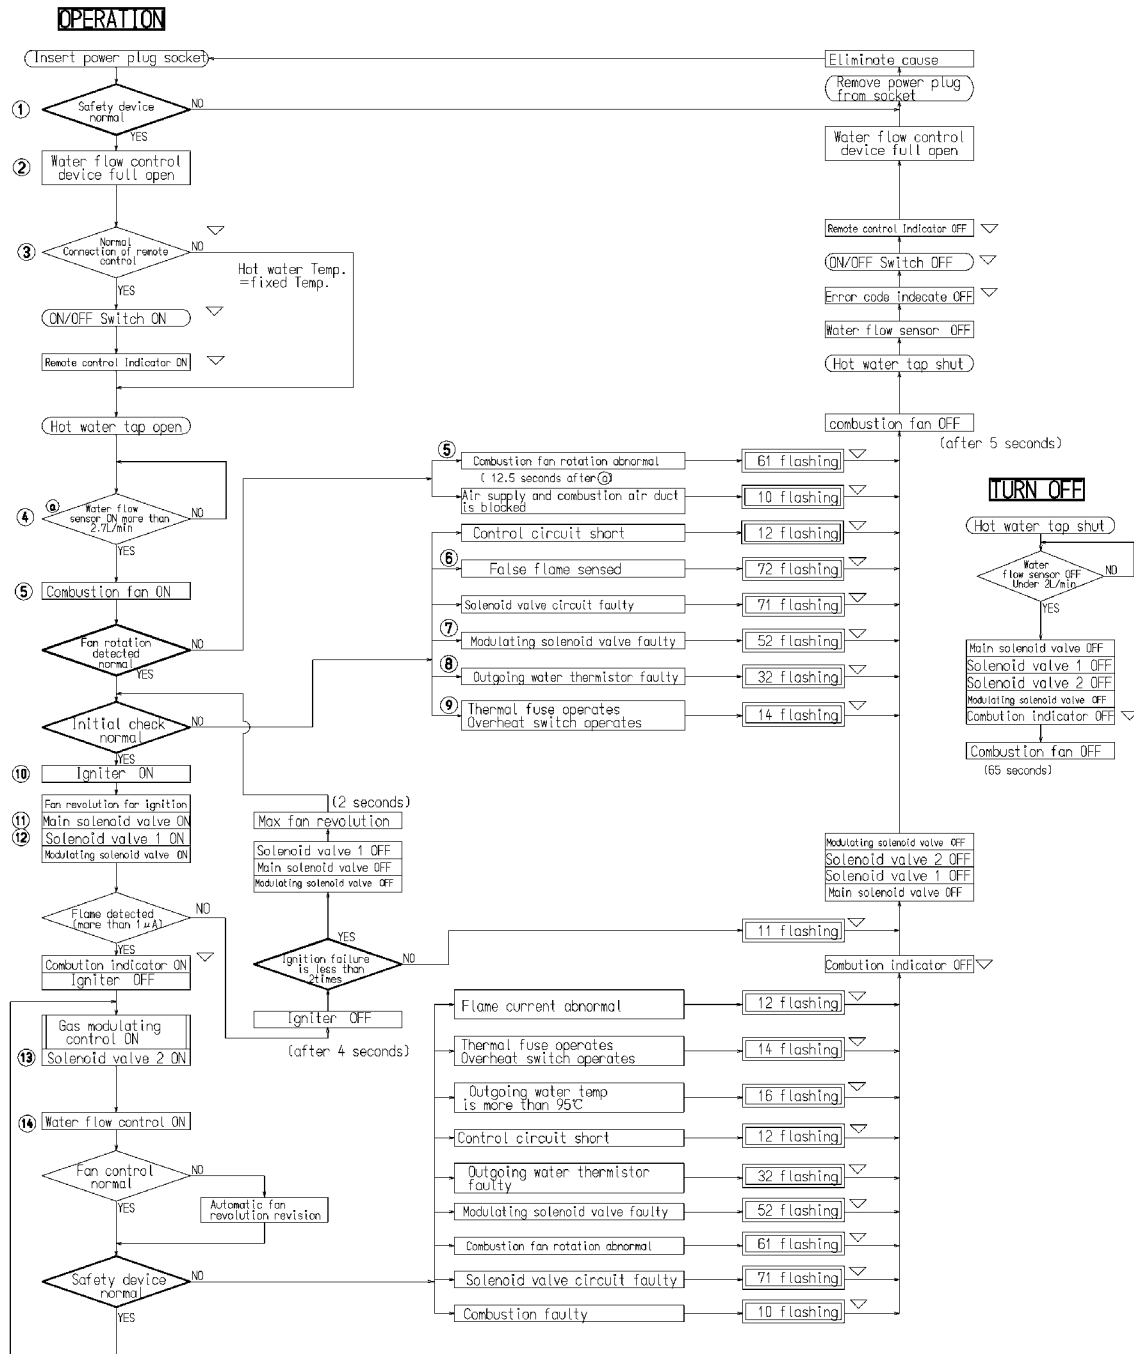 OPERATION
Insert power plug socket
① Safety device
normal
NO
YES
② Water flow control
device full open
③ Normal
Connection of remote
control
NO
YES
Hot water Temp.
=fixed Temp.
ON/OFF Switch ON
Remote control Indicator ON
Hot water tap open
ⓐ
④ Water flow
sensor ON more than
2.7L/min
NO
YES
⑤ Combustion fan ON
Fan rotation
detected
normal
NO
YES
Initial check
normal
NO
YES
⑩ Igniter ON
Fan revolution for ignition
⑪ Main solenoid valve ON
⑫ Solenoid valve 1 ON
Modulating solenoid valve ON
Flame detected
(more than 1μA)
NO
YES
Combution indicator ON
Igniter OFF
Gas modulating
control ON
⑬ Solenoid valve 2 ON
⑭ Water flow control ON
Fan control
normal
NO
YES
Automatic fan
revolution revision
Safety device
normal
NO
YES
(2 seconds)
Max fan revolution
Solenoid valve 1 OFF
Main solenoid valve OFF
Modulating solenoid valve OFF
YES
Ignition failure
is less than
2times
NO
Igniter OFF
(after 4 seconds)
⑤ Combustion fan rotation abnormal
61 flashing
( 12.5 seconds after ⓐ)
Air supply and combustion air duct
is blocked
10 flashing
Control circuit short
12 flashing
⑥ False flame sensed
72 flashing
Solenoid valve circuit faulty
71 flashing
⑦ Modulating solenoid valve faulty
52 flashing
⑧ Outgoing water thermistor faulty
32 flashing
⑨ Thermal fuse operates
Overheat switch operates
14 flashing
11 flashing
Flame current abnormal
12 flashing
Thermal fuse operates
Overheat switch operates
14 flashing
Outgoing water temp
is more than 95℃
16 flashing
Control circuit short
12 flashing
Outgoing water thermistor
faulty
32 flashing
Modulating solenoid valve faulty
52 flashing
Combustion fan rotation abnormal
61 flashing
Solenoid valve circuit faulty
71 flashing
Combustion faulty
10 flashing
Eliminate cause
Remove power plug
from socket
Water flow control
device full open
Remote control Indicator OFF
ON/OFF Switch OFF
Error code indecate OFF
Water flow sensor OFF
Hot water tap shut
combustion fan OFF
(after 5 seconds)
Modulating solenoid valve OFF
Solenoid valve 2 OFF
Solenoid valve 1 OFF
Main solenoid valve OFF
Combution indicator OFF
TURN OFF
Hot water tap shut
Water
flow sensor OFF
Under 2L/min
NO
YES
Main solenoid valve OFF
Solenoid valve 1 OFF
Solenoid valve 2 OFF
Modulating solenoid valve OFF
Combution indicator OFF
Combustion fan OFF
(65 seconds)